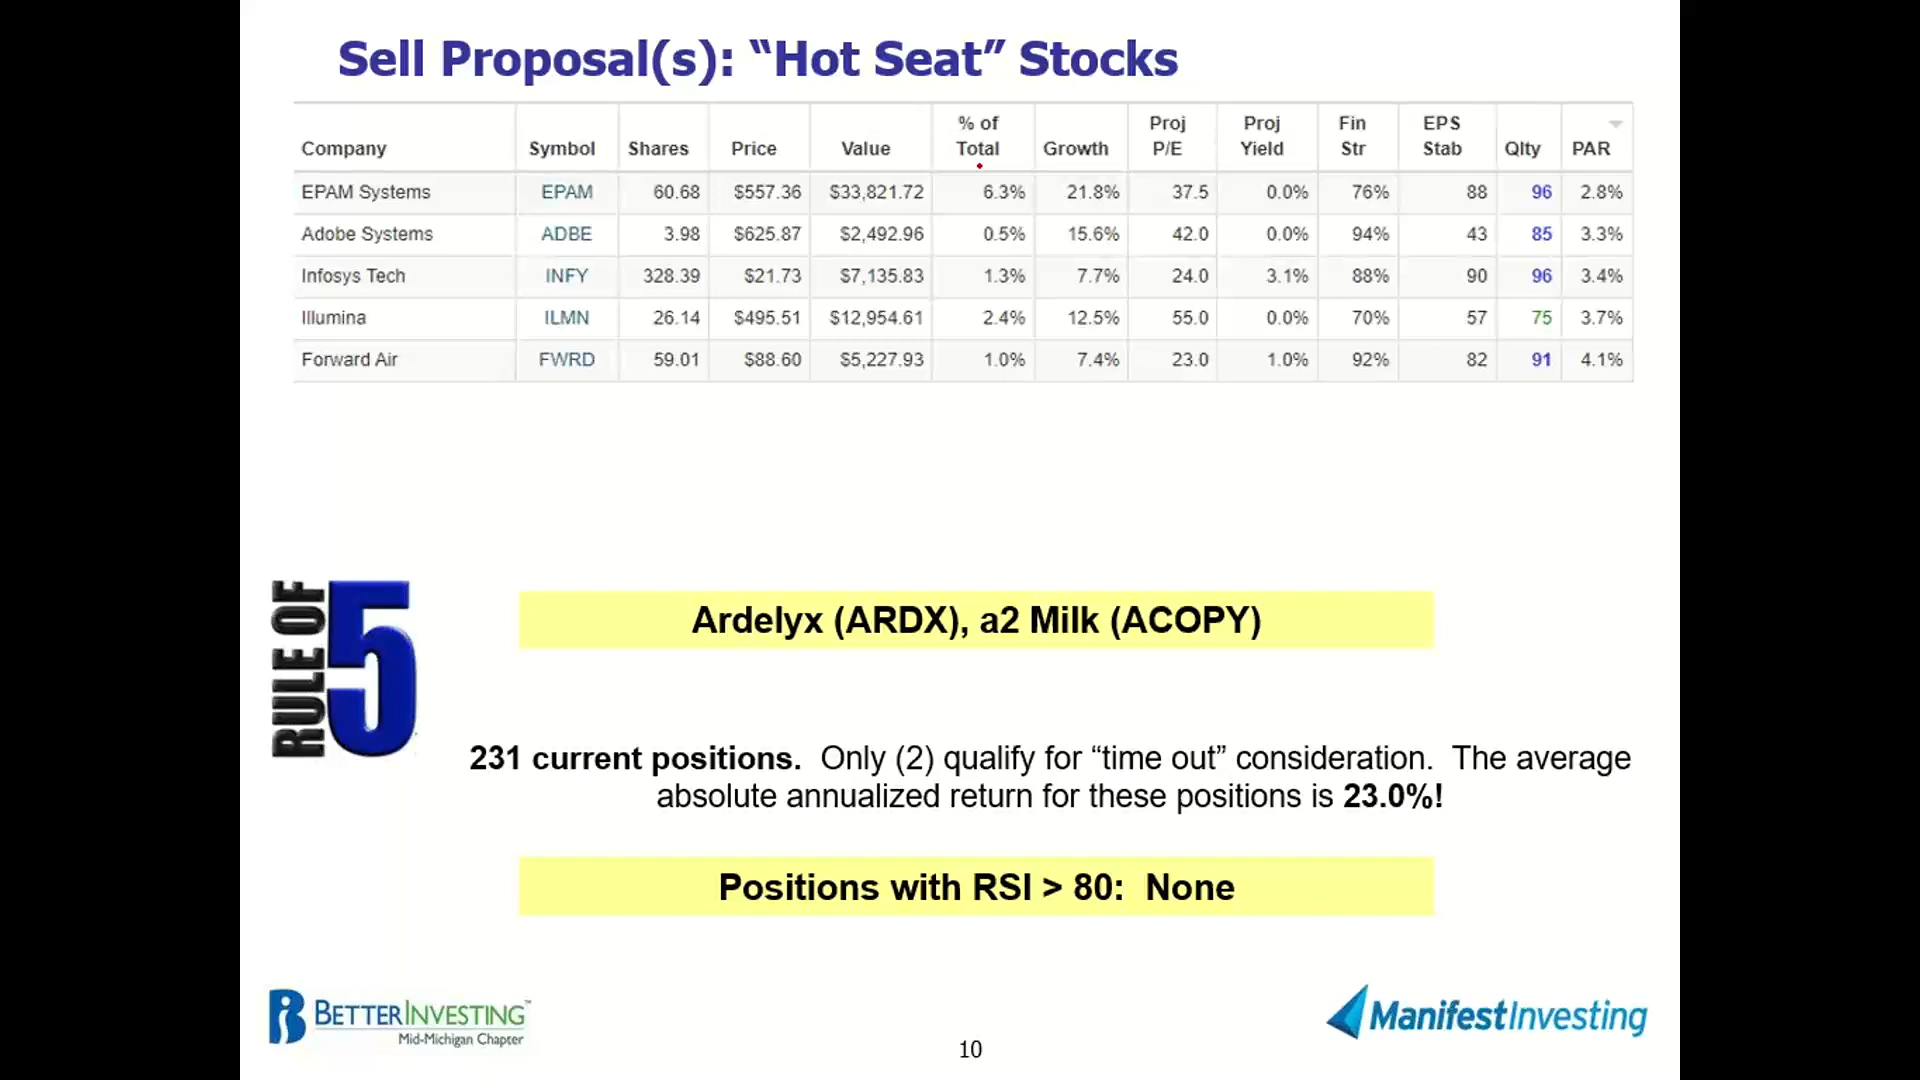 Sell Proposal(s): “Hot Seat” Stocks
Company Symbol Shares Price Value % of Total Growth Proj P/E Proj Yield Fin Str EPS Stab Qlty PAR
EPAM Systems EPAM 60.68 $557.36 $33,821.72 6.3% 21.8% 37.5 0.0% 76% 88 96 2.8%
Adobe Systems ADBE 3.98 $625.87 $2,492.96 0.5% 15.6% 42.0 0.0% 94% 43 85 3.3%
Infosys Tech INFY 328.39 $21.73 $7,135.83 1.3% 7.7% 24.0 3.1% 88% 90 96 3.4%
Illumina ILMN 26.14 $495.51 $12,954.61 2.4% 12.5% 55.0 0.0% 70% 57 75 3.7%
Forward Air FWRD 59.01 $88.60 $5,227.93 1.0% 7.4% 23.0 1.0% 92% 82 91 4.1%
RULE OF 5
Ardelyx (ARDX), a2 Milk (ACOPY)
231 current positions. Only (2) qualify for “time out” consideration. The average
absolute annualized return for these positions is 23.0%!
Positions with RSI > 80: None
BETTERINVESTING™
Mid-Michigan Chapter
ManifestInvesting
10